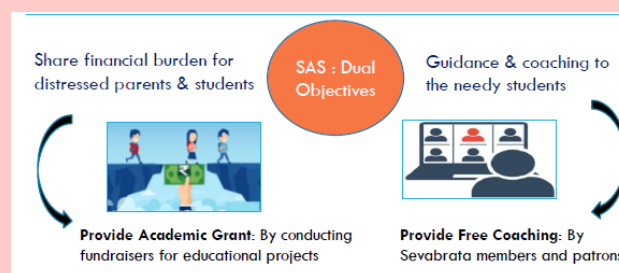 Share financial burden for
distressed parents & students
SAS : Dual
Objectives
Guidance & coaching to
the needy students
₹
Provide Academic Grant: By conducting
fundraisers for educational projects
Provide Free Coaching: By
Sevabrata members and patrons